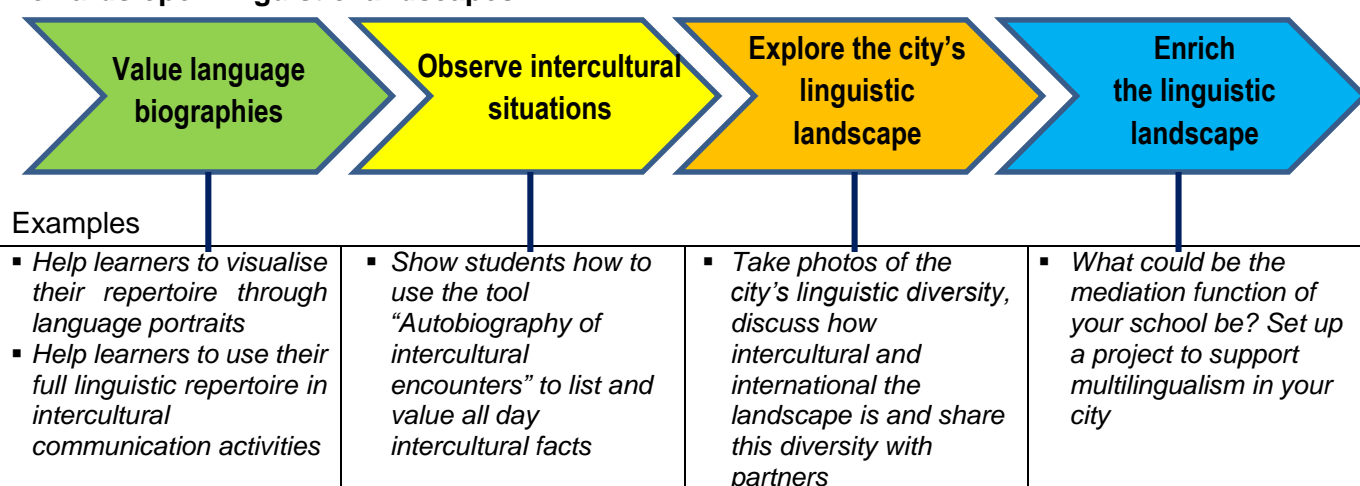 Value language
biographies
Observe intercultural
situations
Explore the city's
linguistic
landscape
Enrich
the linguistic
landscape
Examples
▪ Help learners to visualise
their repertoire through
language portraits
▪ Help learners to use their
full linguistic repertoire in
intercultural
communication activities
▪ Show students how to
use the tool
“Autobiography of
intercultural
encounters” to list and
value all day
intercultural facts
▪ Take photos of the
city’s linguistic diversity,
discuss how
intercultural and
international the
landscape is and share
this diversity with
partners
▪ What could be the
mediation function of
your school be? Set up
a project to support
multilingualism in your
city